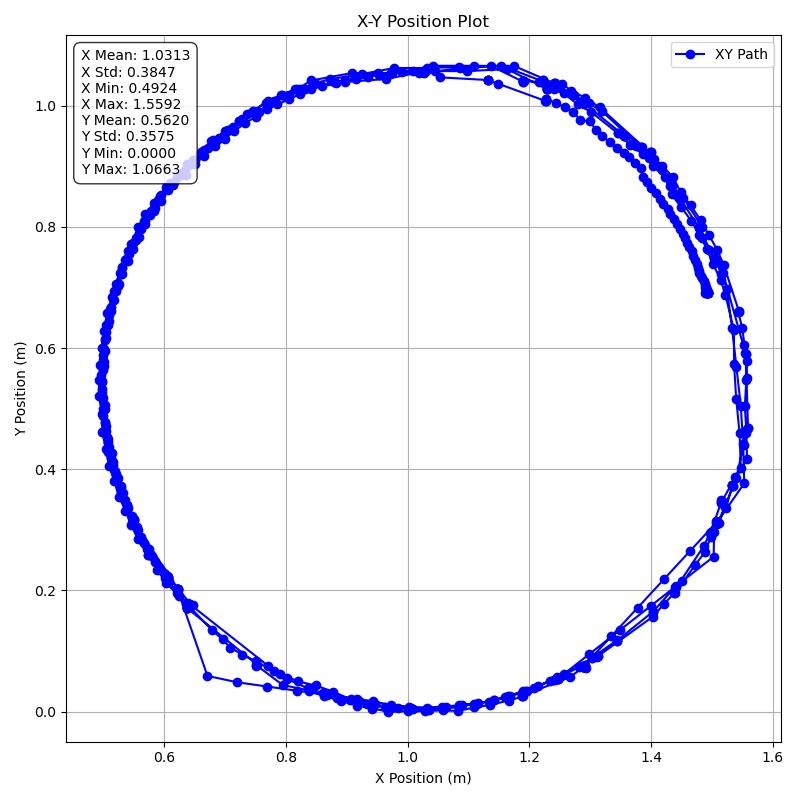 X-Y Position Plot
X Mean: 1.0313
X Std: 0.3847
X Min: 0.4924
X Max: 1.5592
Y Mean: 0.5620
Y Std: 0.3575
Y Min: 0.0000
Y Max: 1.0663
XY Path
1.0
0.8
0.6
0.4
0.2
0.0
Y Position (m)
0.6 0.8 1.0 1.2 1.4 1.6
X Position (m)